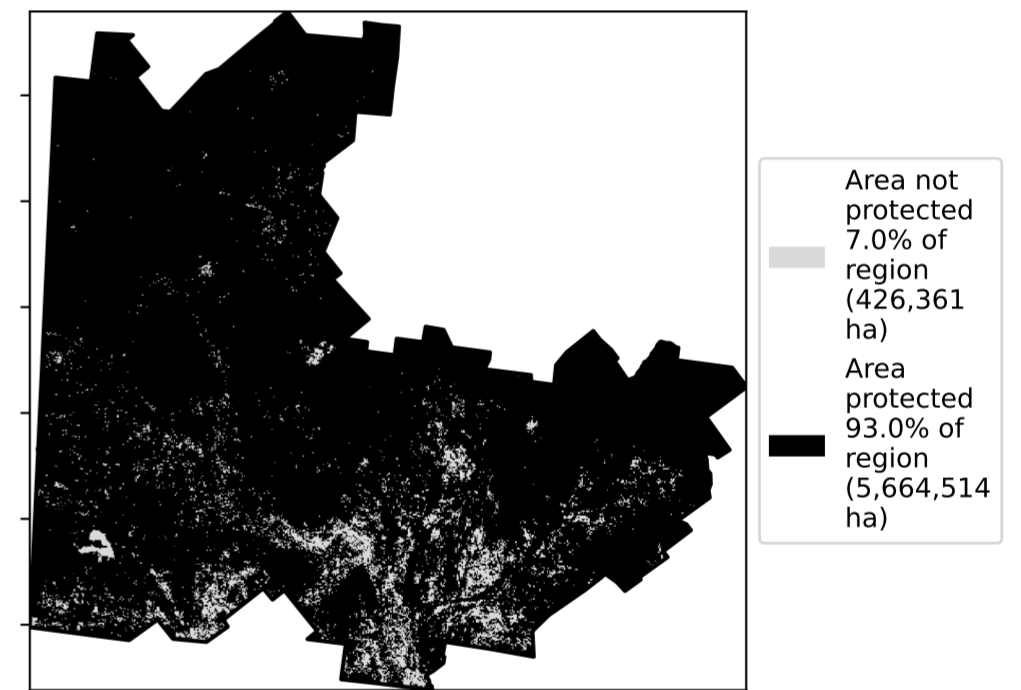 Area not
protected
7.0% of
region
(426,361
ha)
Area
protected
93.0% of
region
(5,664,514
ha)